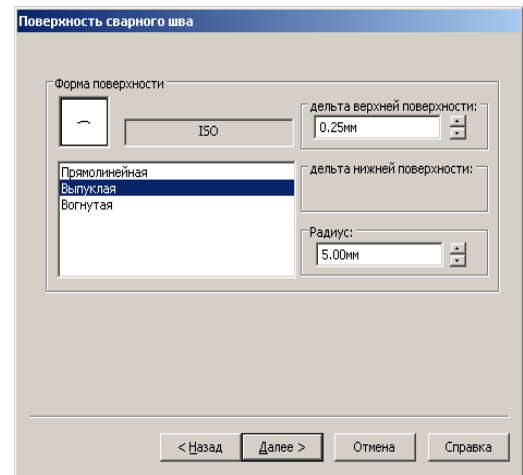 Поверхность сварного шва
Форма поверхности
ISO
дельта верхней поверхности:
0.25мм
Прямолинейная
Выпуклая
Вогнутая
дельта нижней поверхности:
Радиус:
5.00мм
< Назад
Далее >
Отмена
Справка